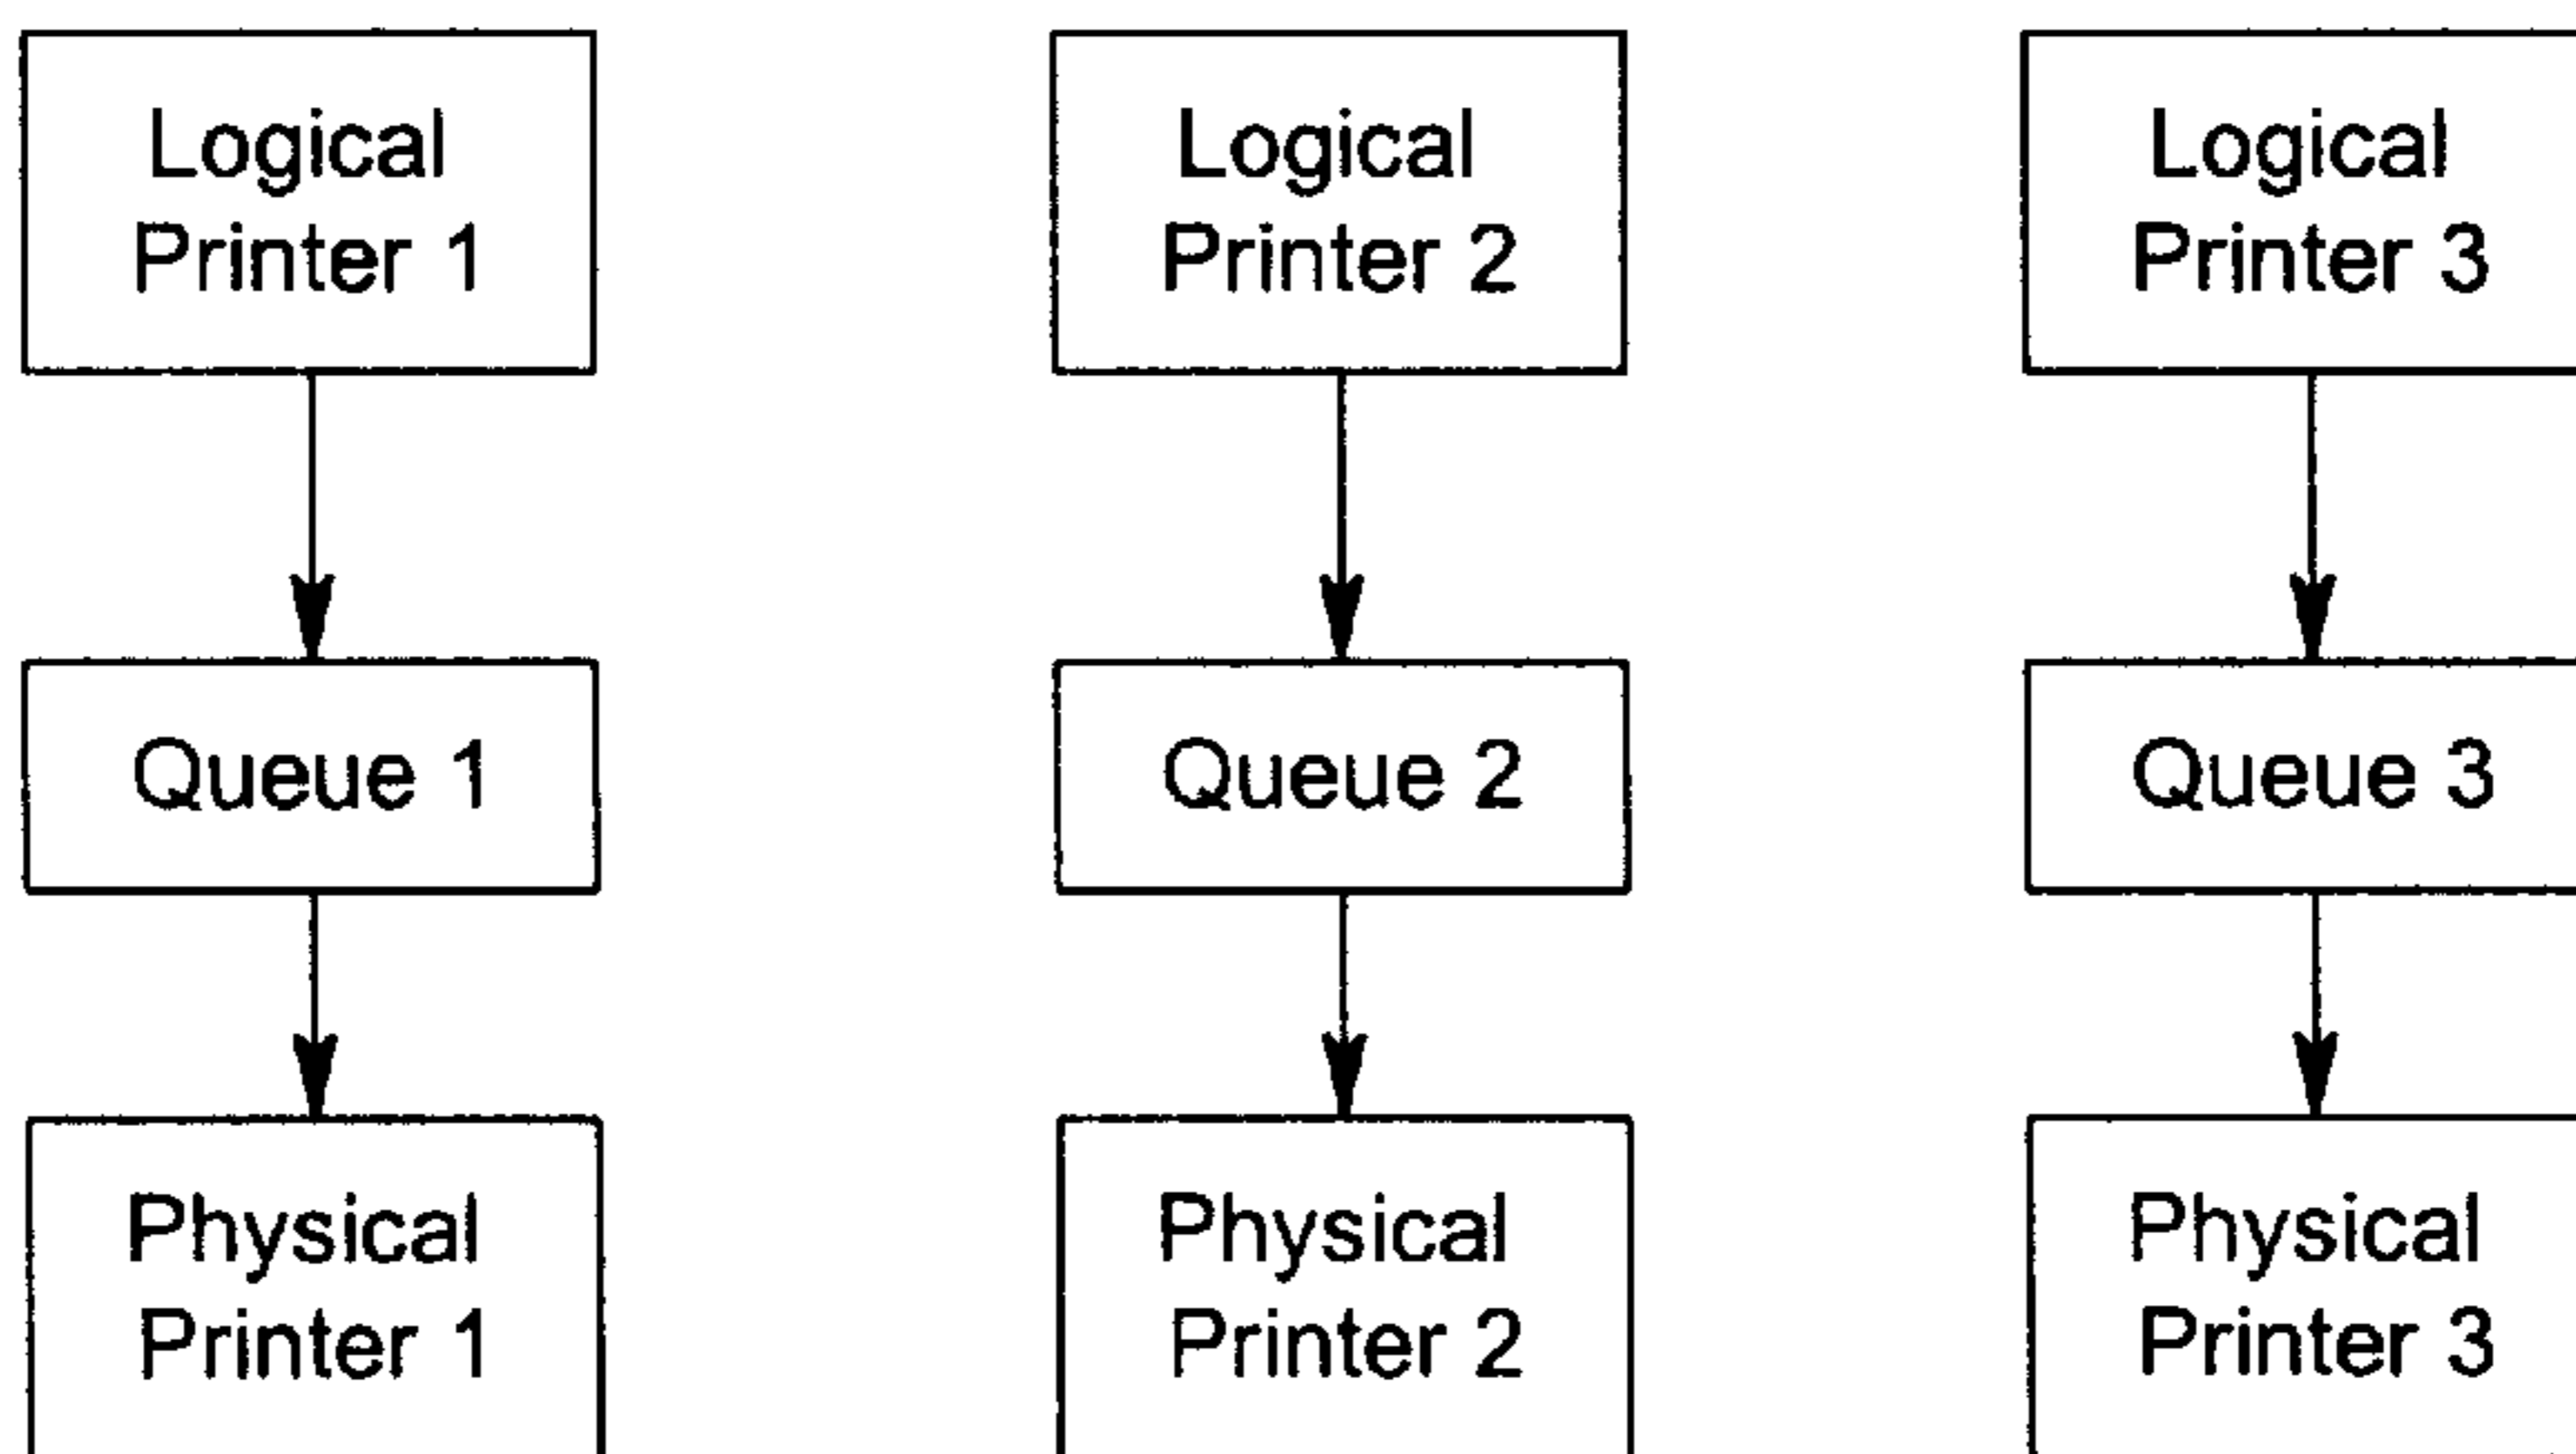 Logical
Printer 1
Logical
Printer 2
Logical
Printer 3
Queue 1
Queue 2
Queue 3
Physical
Printer 1
Physical
Printer 2
Physical
Printer 3